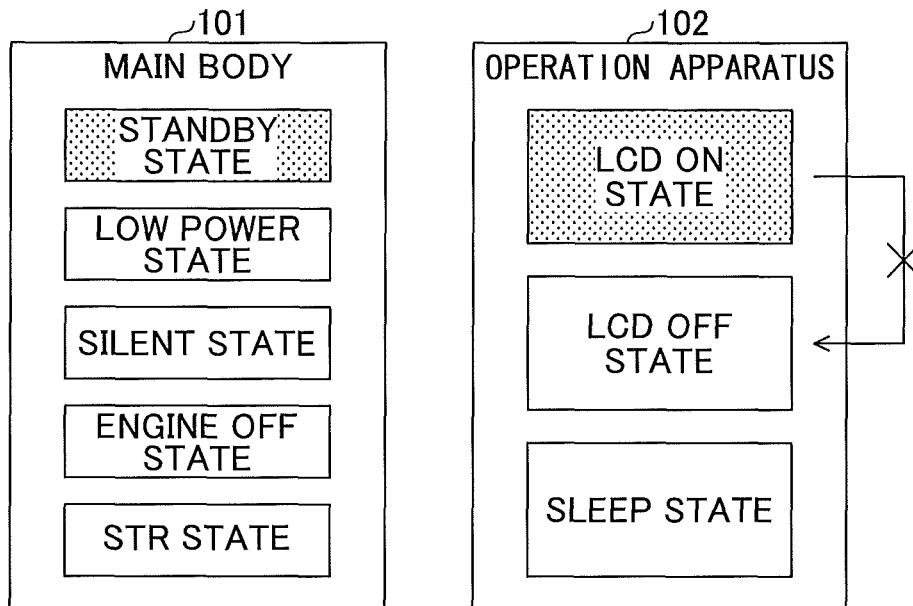 101
MAIN BODY
STANDBY
STATE
LOW POWER
STATE
SILENT STATE
ENGINE OFF
STATE
STR STATE
102
OPERATION APPARATUS
LCD ON
STATE
LCD OFF
STATE
SLEEP STATE